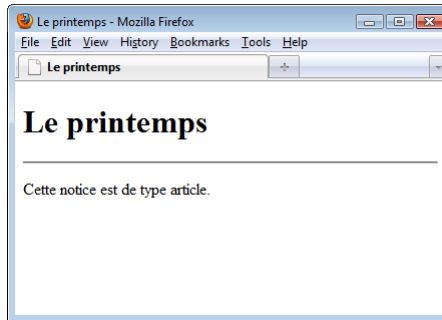 Le printemps - Mozilla Firefox
File Edit View History Bookmarks Tools Help
Le printemps
Le printemps
Cette notice est de type article.